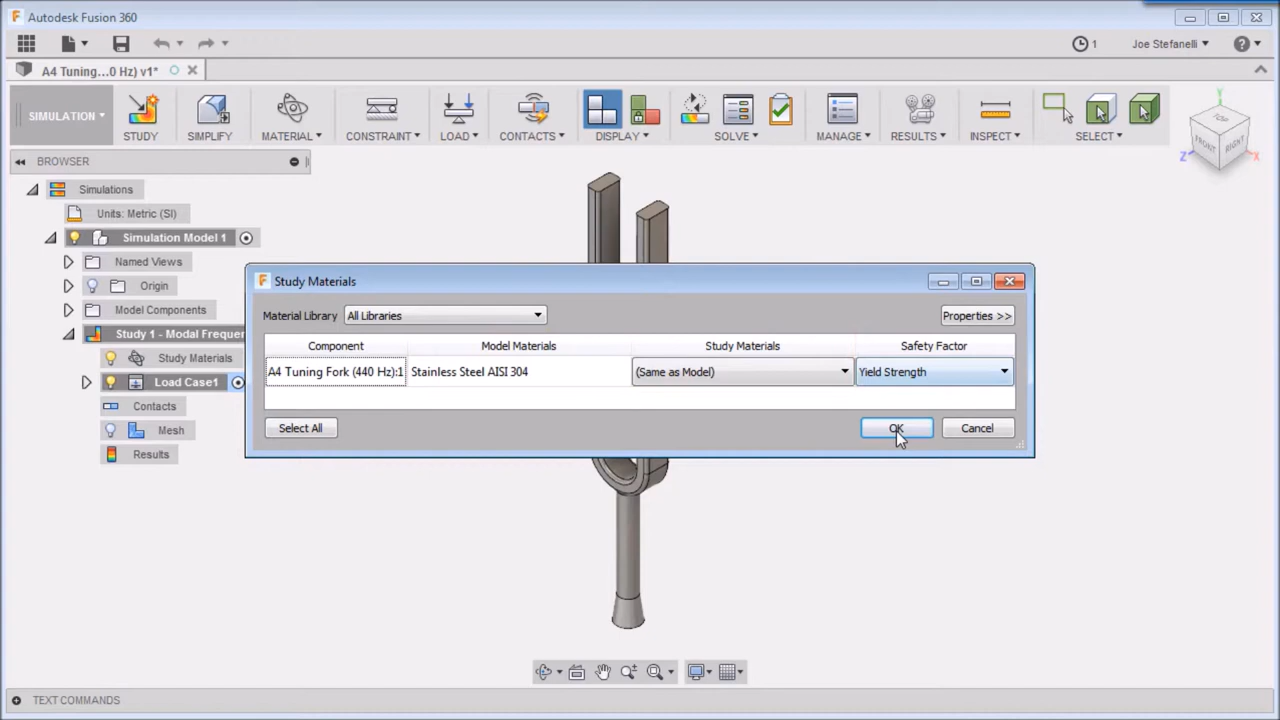 Autodesk Fusion 360
1
Joe Stefanelli
A4 Tuning...0 Hz) v1*
SIMULATION
STUDY
SIMPLIFY
MATERIAL
CONSTRAINT
LOAD
CONTACTS
DISPLAY
SOLVE
MANAGE
RESULTS
INSPECT
SELECT
Y
TOP
FRONT
RIGHT
Z
X
BROWSER
Simulations
Units: Metric (SI)
Simulation Model 1
Named Views
Origin
Model Components
Study 1 - Modal Frequer
Study Materials
Load Case1
Contacts
Mesh
Results
Study Materials
Material Library
All Libraries
Properties >>
Component
Model Materials
Study Materials
Safety Factor
A4 Tuning Fork (440 Hz):1
Stainless Steel AISI 304
(Same as Model)
Yield Strength
Select All
OK
Cancel
TEXT COMMANDS